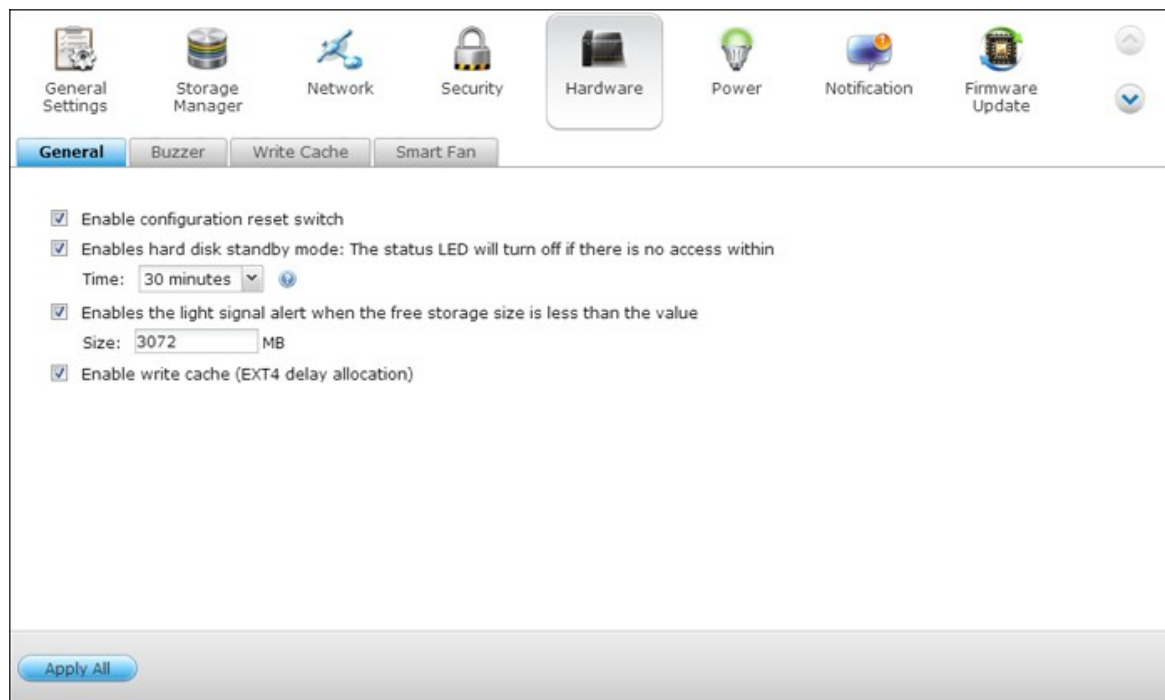 General Settings
Storage Manager
Network
Security
Hardware
Power
Notification
Firmware Update
General
Buzzer
Write Cache
Smart Fan
Enable configuration reset switch
Enables hard disk standby mode: The status LED will turn off if there is no access within
Time: 30 minutes
Enables the light signal alert when the free storage size is less than the value
Size: 3072 MB
Enable write cache (EXT4 delay allocation)
Apply All